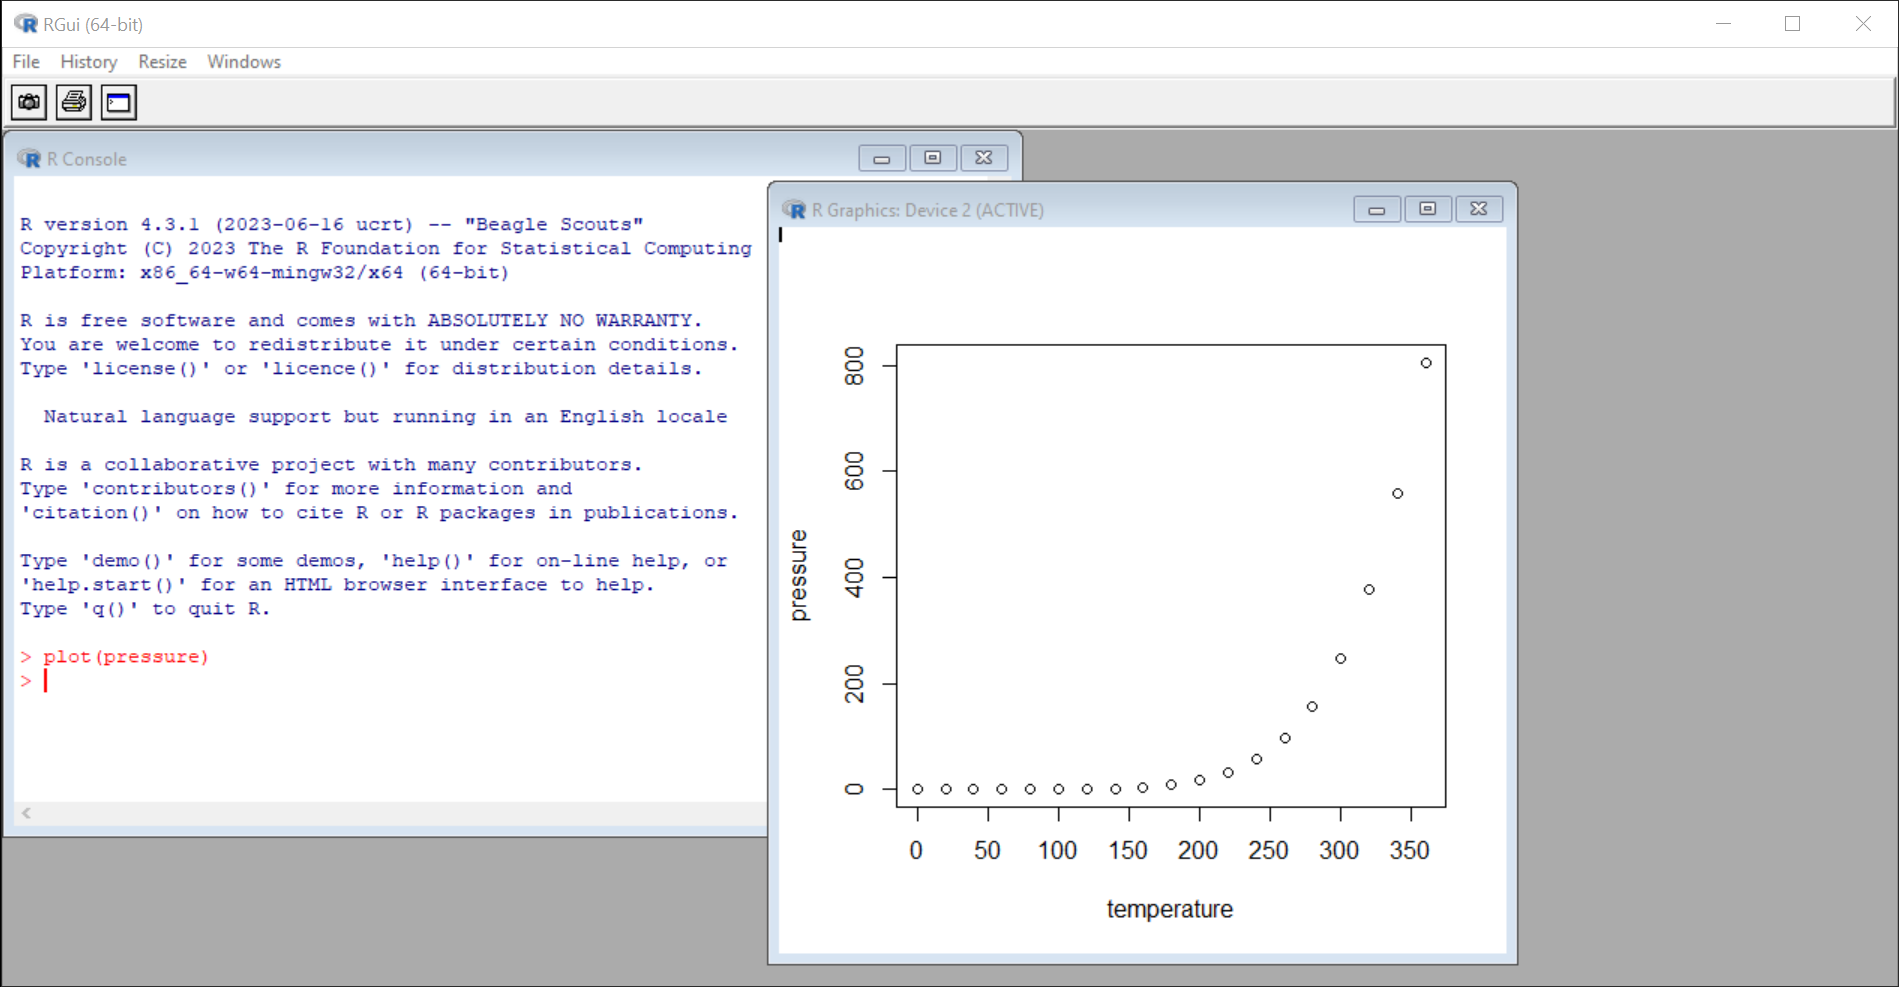 RGui (64-bit)
File History Resize Windows
R Console
R version 4.3.1 (2023-06-16 ucrt) -- "Beagle Scouts"
Copyright (C) 2023 The R Foundation for Statistical Computing
Platform: x86_64-w64-mingw32/x64 (64-bit)
R is free software and comes with ABSOLUTELY NO WARRANTY.
You are welcome to redistribute it under certain conditions.
Type 'license()' or 'licence()' for distribution details.
Natural language support but running in an English locale
R is a collaborative project with many contributors.
Type 'contributors()' for more information and
'citation()' on how to cite R or R packages in publications.
Type 'demo()' for some demos, 'help()' for on-line help, or
'help.start()' for an HTML browser interface to help.
Type 'q()' to quit R.
> plot(pressure)
>
R Graphics: Device 2 (ACTIVE)
800
600
400
200
0
pressure
0 50 100 150 200 250 300 350
temperature